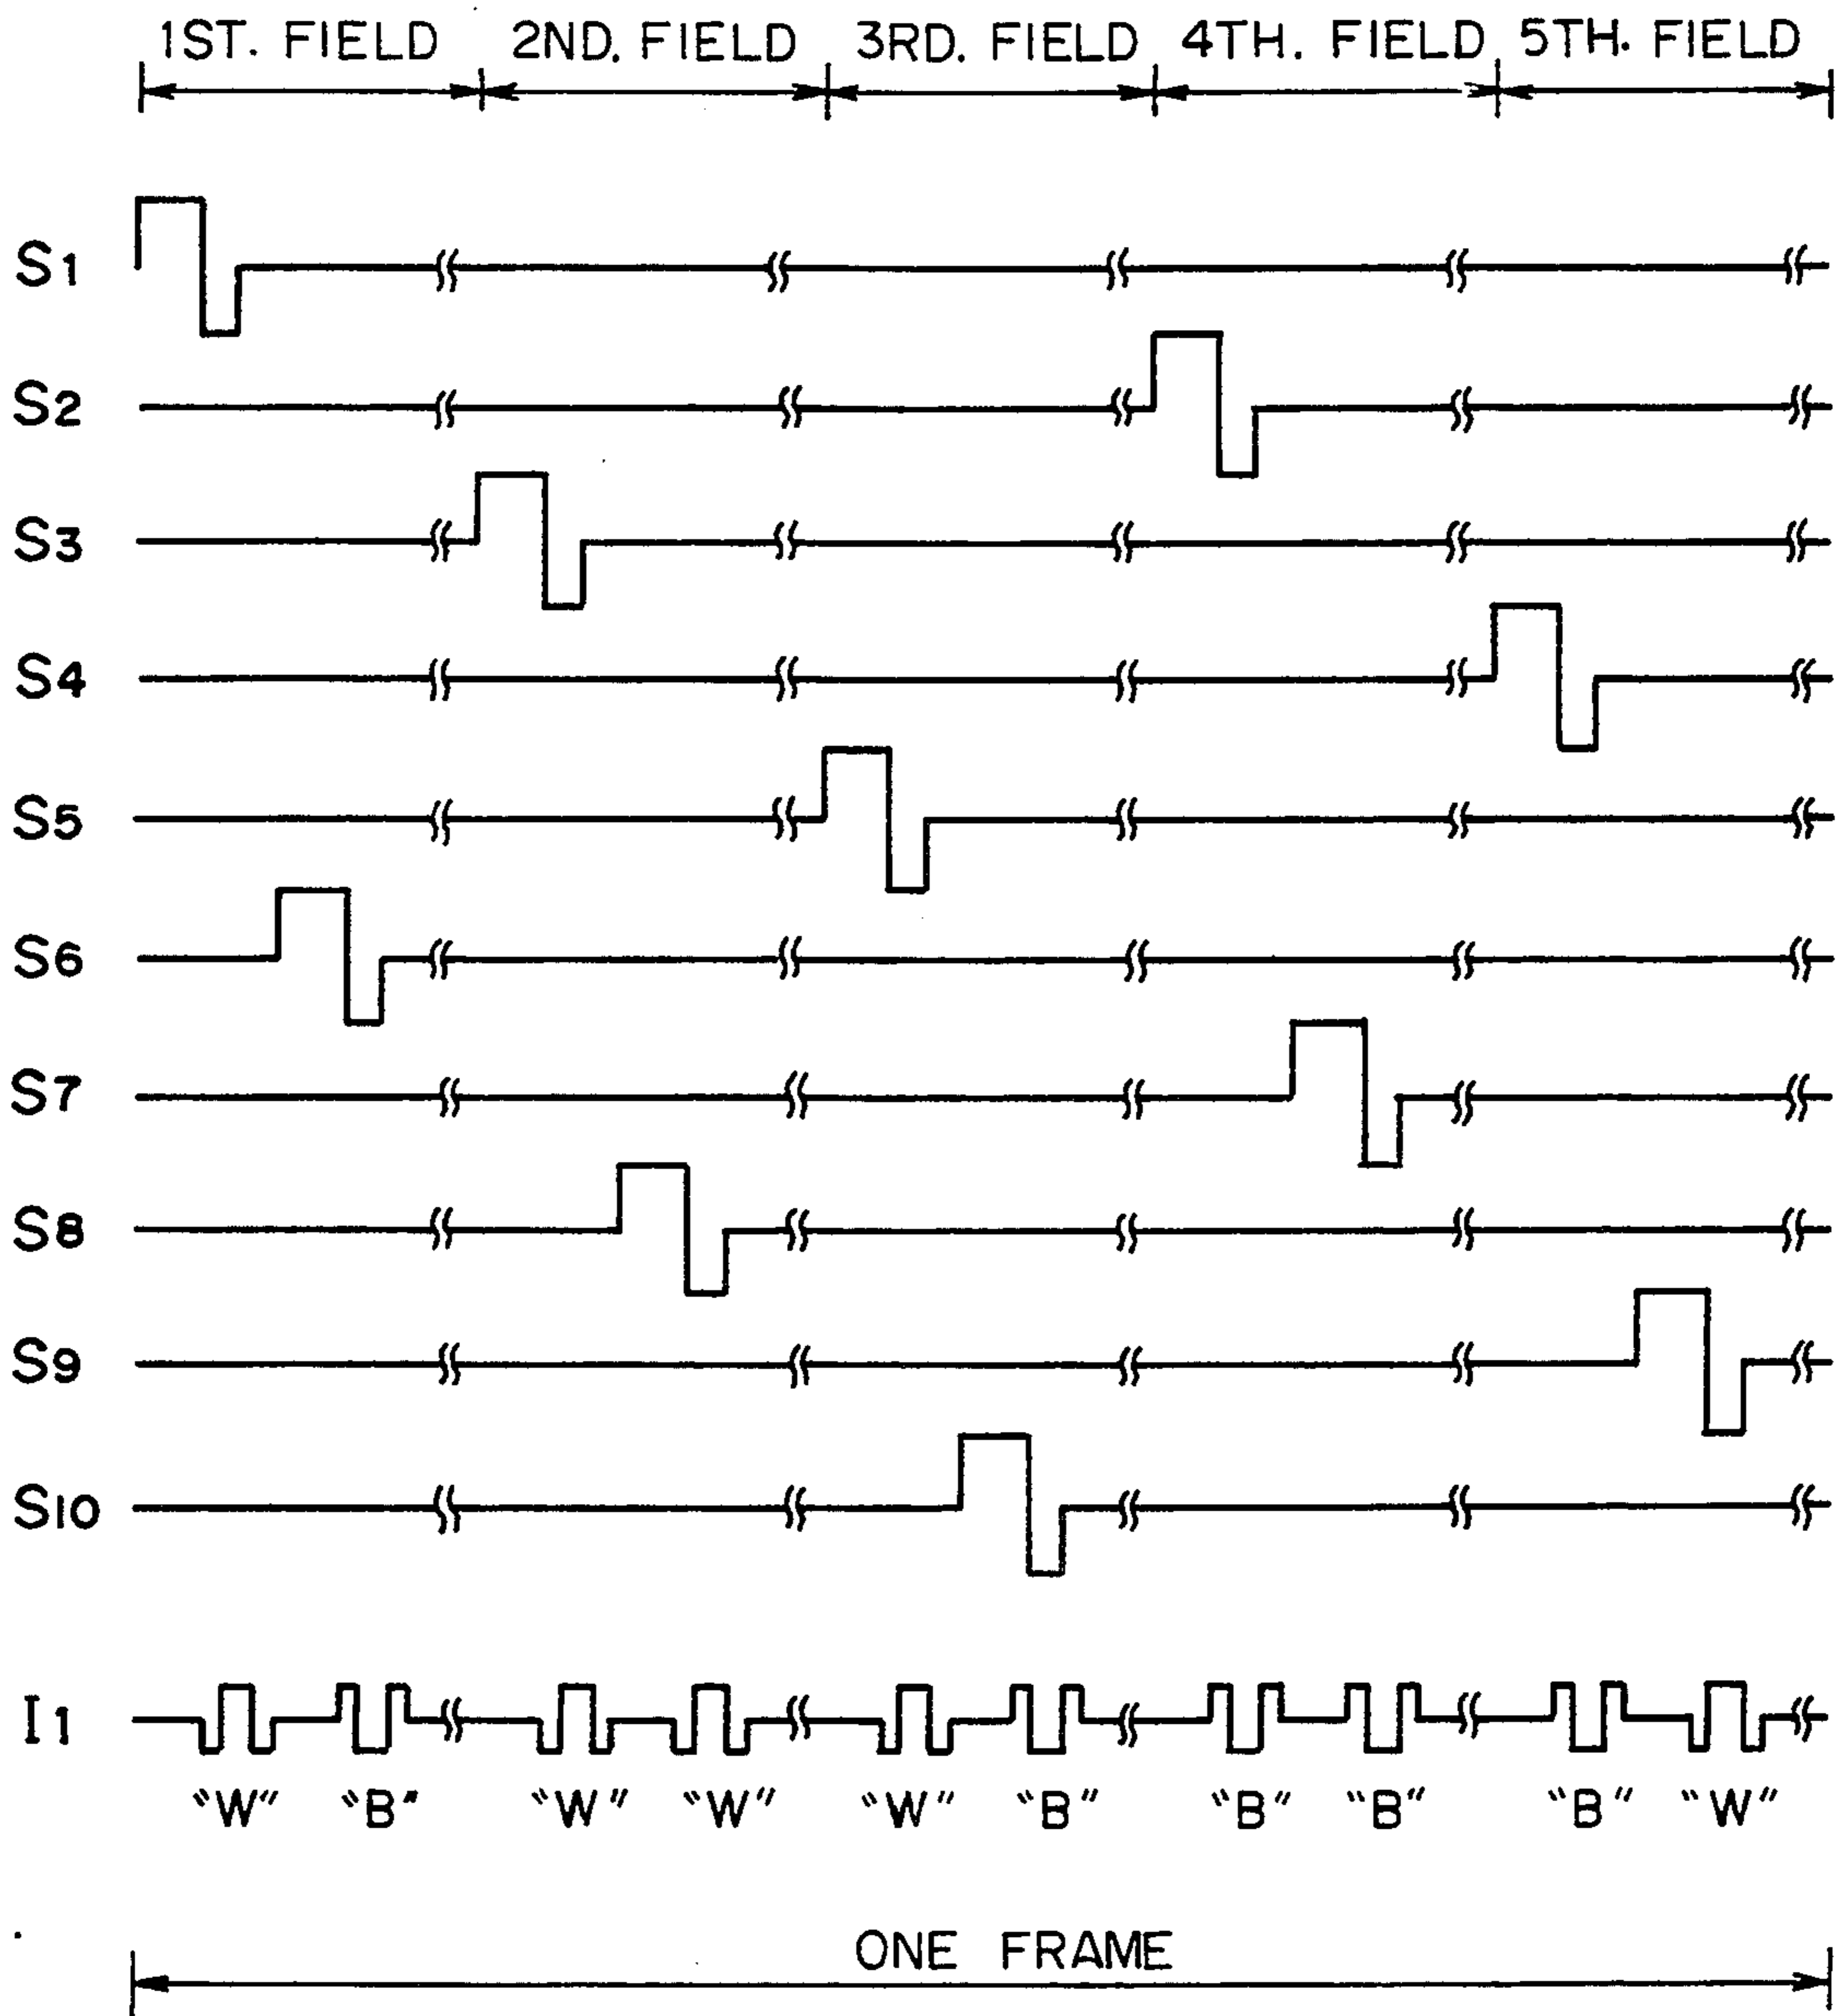 1ST. FIELD 2ND. FIELD 3RD. FIELD 4TH. FIELD 5TH. FIELD
S1
S2
S3
S4
S5
S6
S7
S8
S9
S10
I1
"W" "B" "W" "W" "W" "B" "B" "B" "B" "W"
ONE FRAME